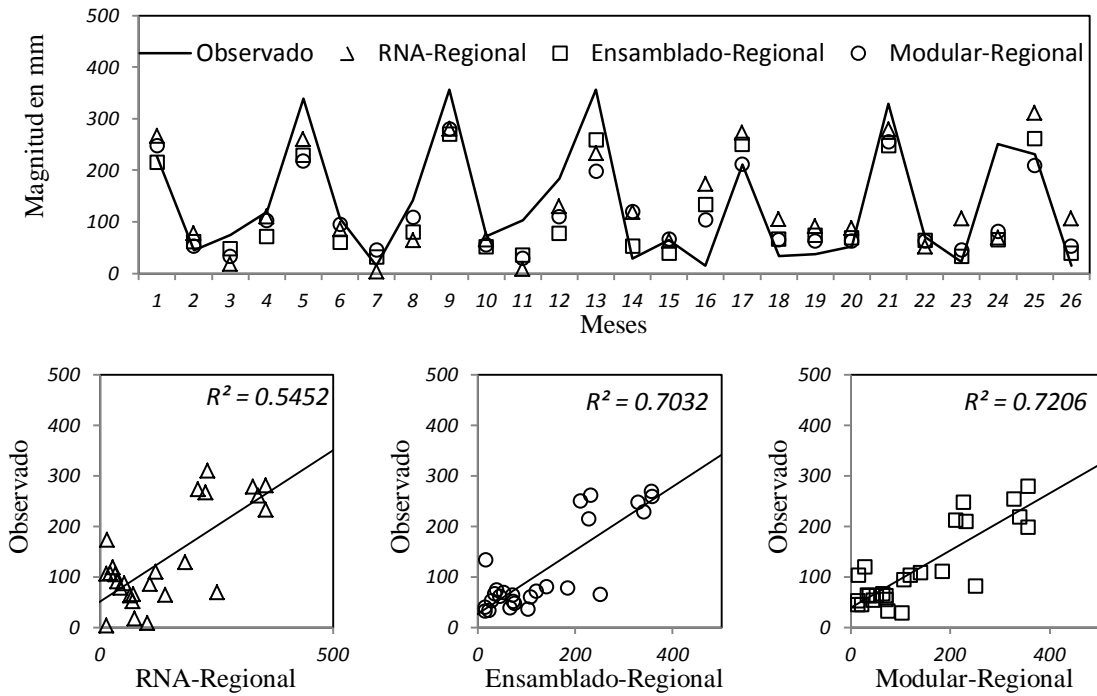 500
400
300
200
100
0
Magnitud en mm
Observado RNA-Regional Ensamblado-Regional Modular-Regional
1 2 3 4 5 6 7 8 9 10 11 12 13 14 15 16 17 18 19 20 21 22 23 24 25 26
Meses
500
400
300
200
100
0
Observado
R² = 0.5452
0 500
RNA-Regional
500
400
300
200
100
0
Observado
R² = 0.7032
0 200 400
Ensamblado-Regional
500
400
300
200
100
0
Observado
R² = 0.7206
0 200 400
Modular-Regional